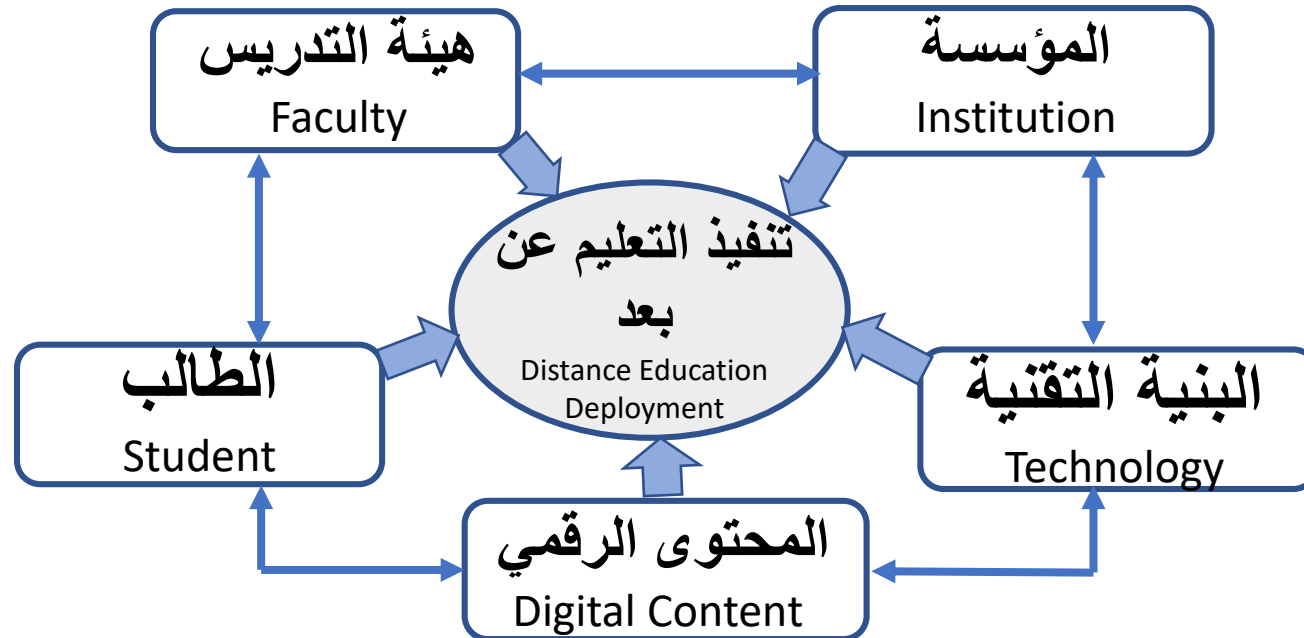 هيئة التدريس
Faculty
المؤسسة
Institution
تنفيذ التعليم عن
بعد
Distance Education
Deployment
الطالب
Student
البنية التقنية
Technology
المحتوى الرقمي
Digital Content